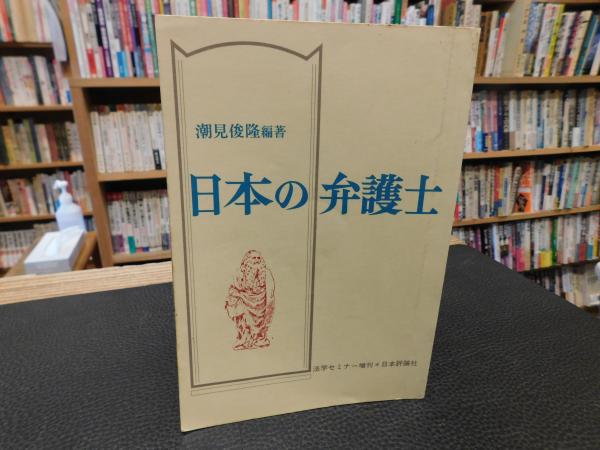 潮見俊隆編著
日本の弁護士
法学セミナー増刊＊日本評論社